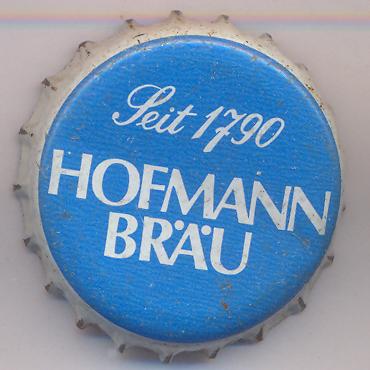 Seit 1790
HOFMANN
BRÄU